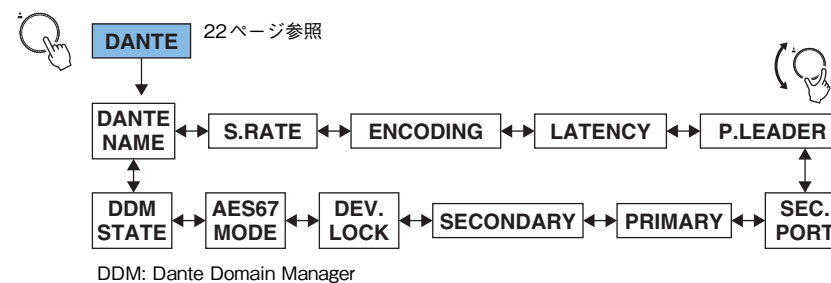 DANTE
22ページ参照
DANTE
NAME
S.RATE
ENCODING
LATENCY
P.LEADER
DDM
STATE
AES67
MODE
DEV.
LOCK
SECONDARY
PRIMARY
SEC.
PORT
DDM: Dante Domain Manager